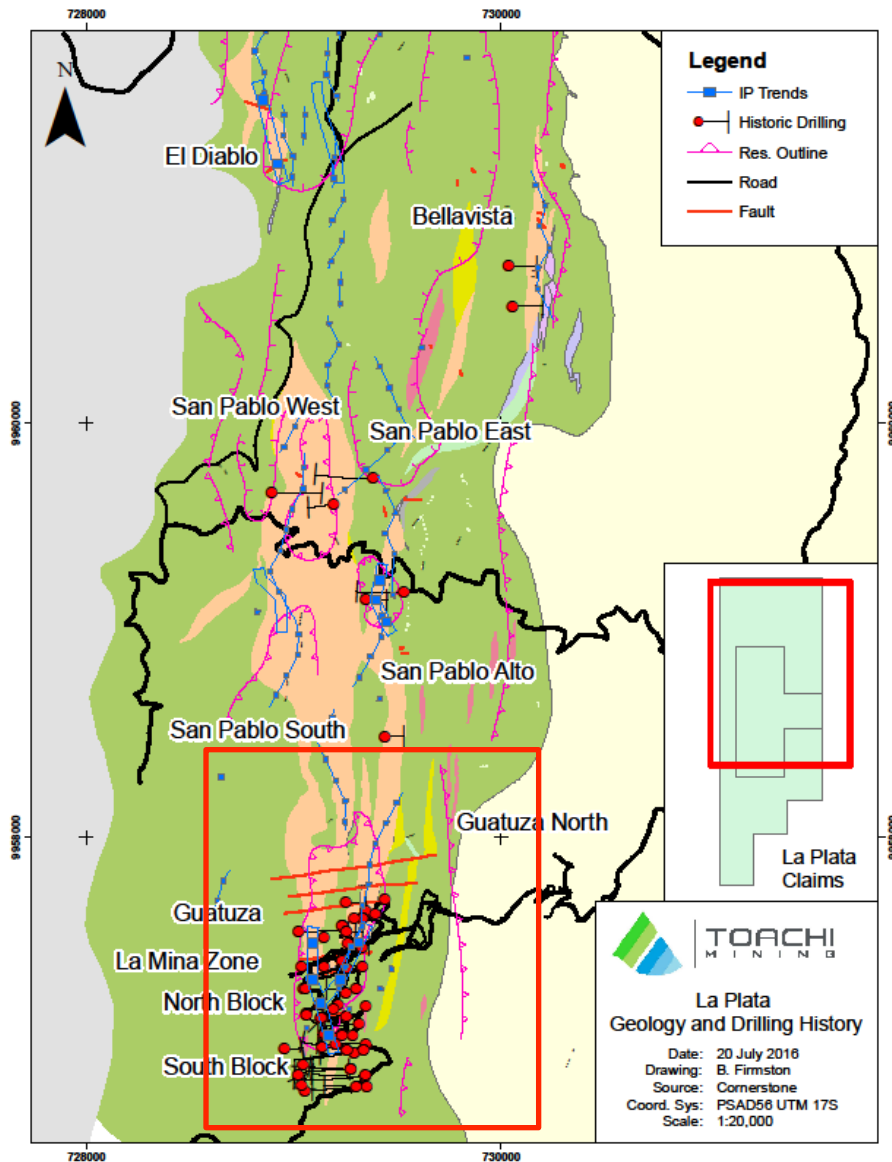 728000
730000
N
Legend
IP Trends
Historic Drilling
Res. Outline
Road
Fault
El Diablo
Bellavista
San Pablo West
9960000
San Pablo East
San Pablo Alto
San Pablo South
9958000
Guatuza North
Guatuza
La Mina Zone
North Block
South Block
La Plata
Claims
TOACHI
MINING
La Plata
Geology and Drilling History
Date: 20 July 2016
Drawing: B. Firmston
Source: Cornerstone
Coord. Sys: PSAD56 UTM 17S
Scale: 1:20,000
728000
730000